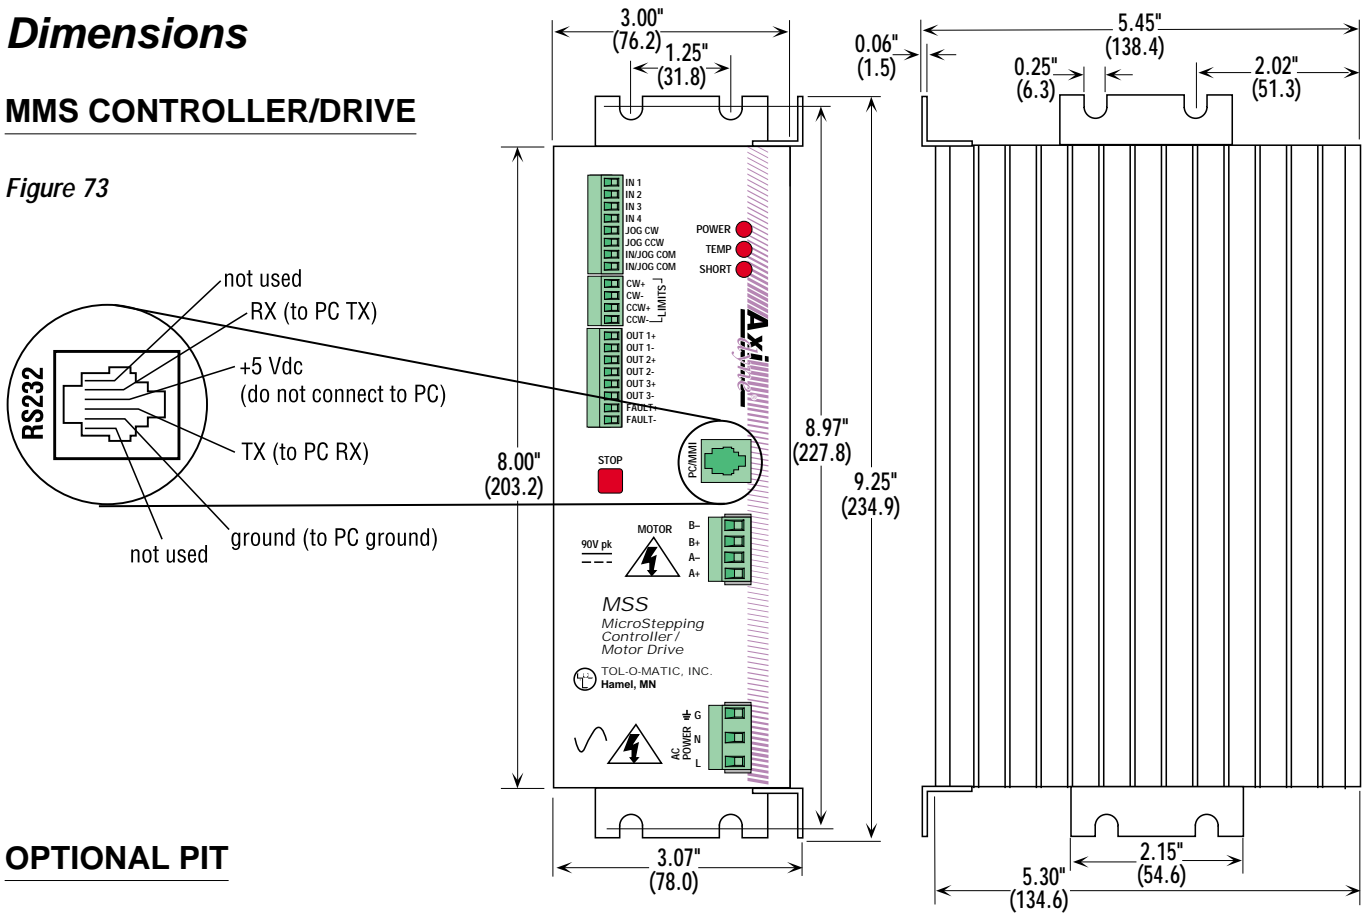 Dimensions
MMS CONTROLLER/DRIVE
Figure 73
3.00"
(76.2)
1.25"
(31.8)
0.06"
(1.5)
5.45"
(138.4)
0.25"
(6.3)
2.02"
(51.3)
IN 1
IN 2
IN 3
IN 4
JOG CW
JOG CCW
IN/JOG COM
IN/JOG COM
POWER
TEMP
SHORT
CW+
CW-
CCW+
CCW-
LIMITS
OUT 1+
OUT 1-
OUT 2+
OUT 2-
OUT 3+
OUT 3-
FAULT+
FAULT-
Axi
dyne
not used
RX (to PC TX)
+5 Vdc
(do not connect to PC)
TX (to PC RX)
ground (to PC ground)
not used
RS232
STOP
PC/MMI
8.00"
(203.2)
8.97"
(227.8)
9.25"
(234.9)
MOTOR
90V pk
B–
B+
A–
A+
MSS
MicroStepping
Controller/
Motor Drive
TOL-O-MATIC, INC.
Hamel, MN
AC
POWER
G
N
L
3.07"
(78.0)
2.15"
(54.6)
5.30"
(134.6)
OPTIONAL PIT